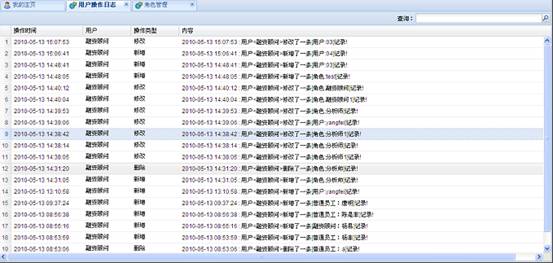 我的主页 用户操作日志 角色管理
查询：
操作时间 用户 操作类型 内容
1 2010-05-13 15:07:53 融资顾问 修改 2010-05-13 15:07:53 用户<融资顾问>修改了一条[用户:93]记录!
2 2010-05-13 15:06:41 融资顾问 新增 2010-05-13 15:06:41 用户<融资顾问>新增了一条[用户:94]记录!
3 2010-05-13 14:48:41 融资顾问 新增 2010-05-13 14:48:41 用户<融资顾问>新增了一条[用户:93]记录!
4 2010-05-13 14:48:05 融资顾问 新增 2010-05-13 14:48:05 用户<融资顾问>新增了一条[角色:test]记录!
5 2010-05-13 14:40:12 融资顾问 修改 2010-05-13 14:40:12 用户<融资顾问>修改了一条[角色:融资顾问]记录!
6 2010-05-13 14:40:04 融资顾问 修改 2010-05-13 14:40:04 用户<融资顾问>修改了一条[角色:融资顾问1]记录!
7 2010-05-13 14:39:53 融资顾问 修改 2010-05-13 14:39:53 用户<融资顾问>修改了一条[角色:分析师]记录!
8 2010-05-13 14:39:06 融资顾问 修改 2010-05-13 14:39:06 用户<融资顾问>修改了一条[用户:yangfei]记录!
9 2010-05-13 14:38:42 融资顾问 修改 2010-05-13 14:38:42 用户<融资顾问>修改了一条[角色:分析师1]记录!
10 2010-05-13 14:38:14 融资顾问 修改 2010-05-13 14:38:14 用户<融资顾问>修改了一条[角色:分析师]记录!
11 2010-05-13 14:38:05 融资顾问 修改 2010-05-13 14:38:05 用户<融资顾问>修改了一条[角色:分析师1]记录!
12 2010-05-13 14:31:20 融资顾问 删除 2010-05-13 14:31:20 用户<融资顾问>删除了一条[角色:分析师]记录!
13 2010-05-13 14:31:05 融资顾问 新增 2010-05-13 14:31:05 用户<融资顾问>新增了一条[角色:分析师]记录!
14 2010-05-13 13:10:58 融资顾问 新增 2010-05-13 13:10:58 用户<融资顾问>新增了一条[用户:yangfei]记录!
15 2010-05-13 09:37:24 融资顾问 新增 2010-05-13 09:37:24 用户<融资顾问>新增了一条[普通员工：唐明]记录!
16 2010-05-13 08:56:38 融资顾问 新增 2010-05-13 08:56:38 用户<融资顾问>新增了一条[普通员工：陈是非]记录!
17 2010-05-13 08:56:16 融资顾问 新增 2010-05-13 08:56:16 用户<融资顾问>新增了一条[融资顾问：杨易]记录!
18 2010-05-13 08:53:59 融资顾问 新增 2010-05-13 08:53:59 用户<融资顾问>新增了一条[普通员工：杨非]记录!
19 2010-05-13 08:53:06 融资顾问 删除 2010-05-13 08:53:06 用户<融资顾问>删除了一条[普通员工：a]记录!